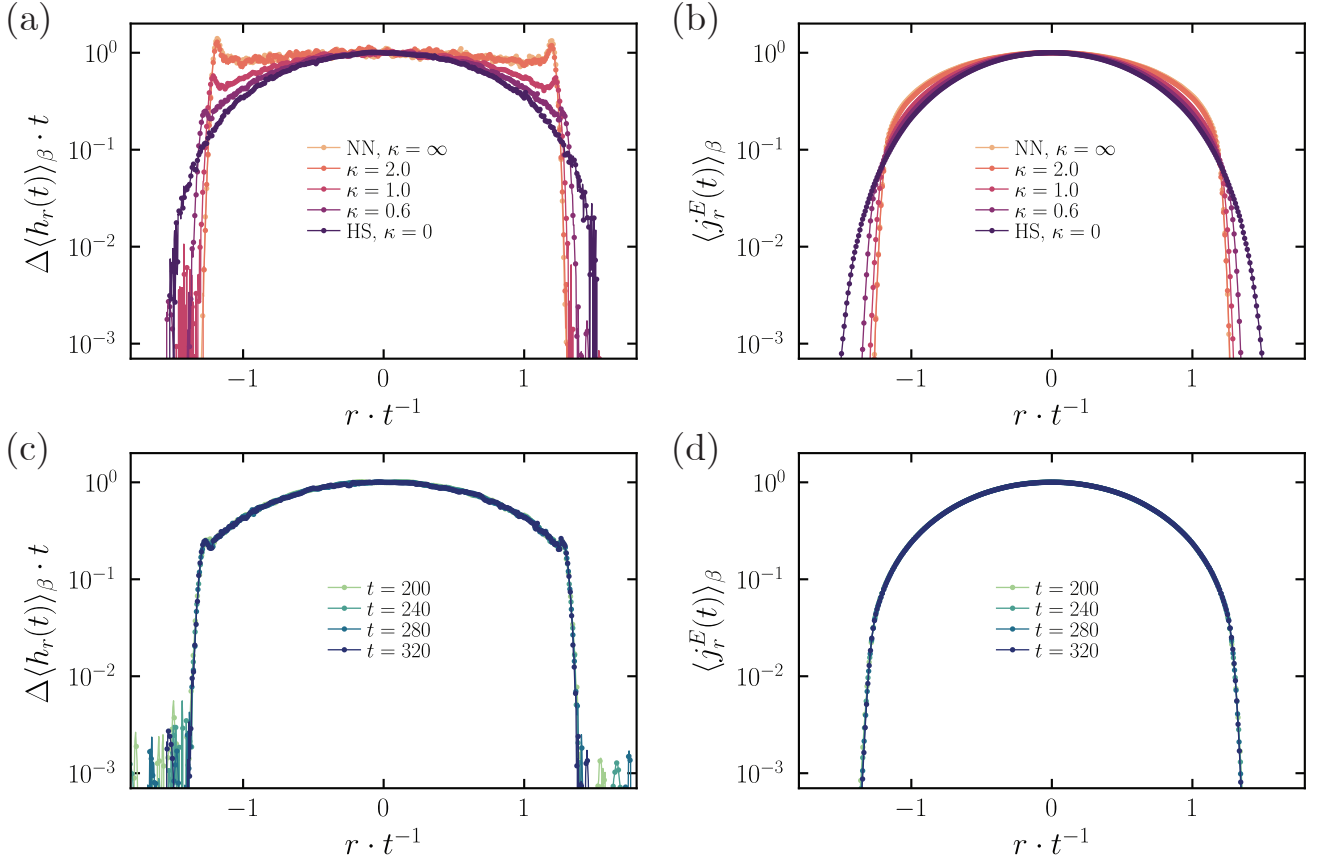 (a)
Δ⟨h_r(t)⟩_β · t
10^0
10^{-1}
10^{-2}
10^{-3}
NN, κ = ∞
κ = 2.0
κ = 1.0
κ = 0.6
HS, κ = 0
−1
0
1
r · t^{-1}
(b)
⟨j_r^E(t)⟩_β
10^0
10^{-1}
10^{-2}
10^{-3}
NN, κ = ∞
κ = 2.0
κ = 1.0
κ = 0.6
HS, κ = 0
−1
0
1
r · t^{-1}
(c)
Δ⟨h_r(t)⟩_β · t
10^0
10^{-1}
10^{-2}
10^{-3}
t = 200
t = 240
t = 280
t = 320
−1
0
1
r · t^{-1}
(d)
⟨j_r^E(t)⟩_β
10^0
10^{-1}
10^{-2}
10^{-3}
t = 200
t = 240
t = 280
t = 320
−1
0
1
r · t^{-1}